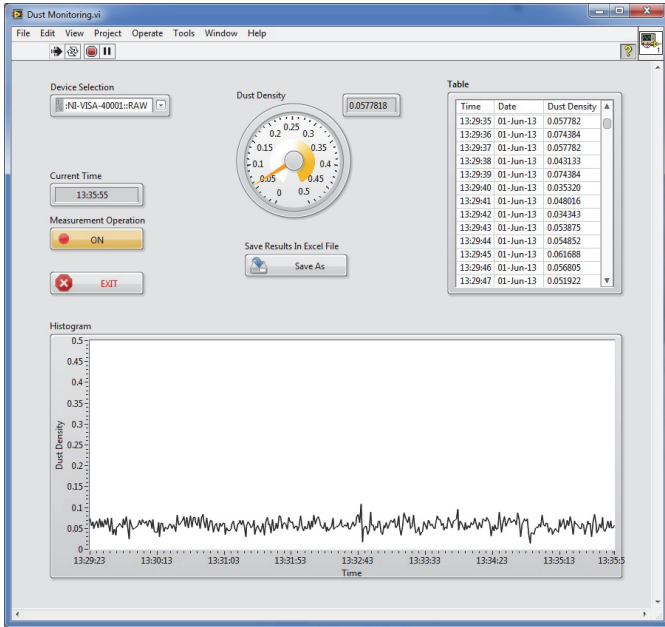 Dust Monitoring.vi
File Edit View Project Operate Tools Window Help
1
Device Selection
:NI-VISA-40001::RAW
Current Time
13:35:55
Measurement Operation
ON
EXIT
Dust Density
0.0577818
0 0.05 0.1 0.15 0.2 0.25 0.3 0.35 0.4 0.45 0.5
Save Results In Excel File
Save As
Table
Time Date Dust Density
13:29:35 01-Jun-13 0.057782
13:29:36 01-Jun-13 0.074384
13:29:37 01-Jun-13 0.057782
13:29:38 01-Jun-13 0.043133
13:29:39 01-Jun-13 0.074384
13:29:40 01-Jun-13 0.035320
13:29:41 01-Jun-13 0.048016
13:29:42 01-Jun-13 0.034343
13:29:43 01-Jun-13 0.053875
13:29:44 01-Jun-13 0.054852
13:29:45 01-Jun-13 0.061688
13:29:46 01-Jun-13 0.056805
13:29:47 01-Jun-13 0.051922
Histogram
Dust Density
0.5
0.45
0.4
0.35
0.3
0.25
0.2
0.15
0.1
0.05
0
13:29:23 13:30:13 13:31:03 13:31:53 13:32:43 13:33:33 13:34:23 13:35:13 13:35:5
Time